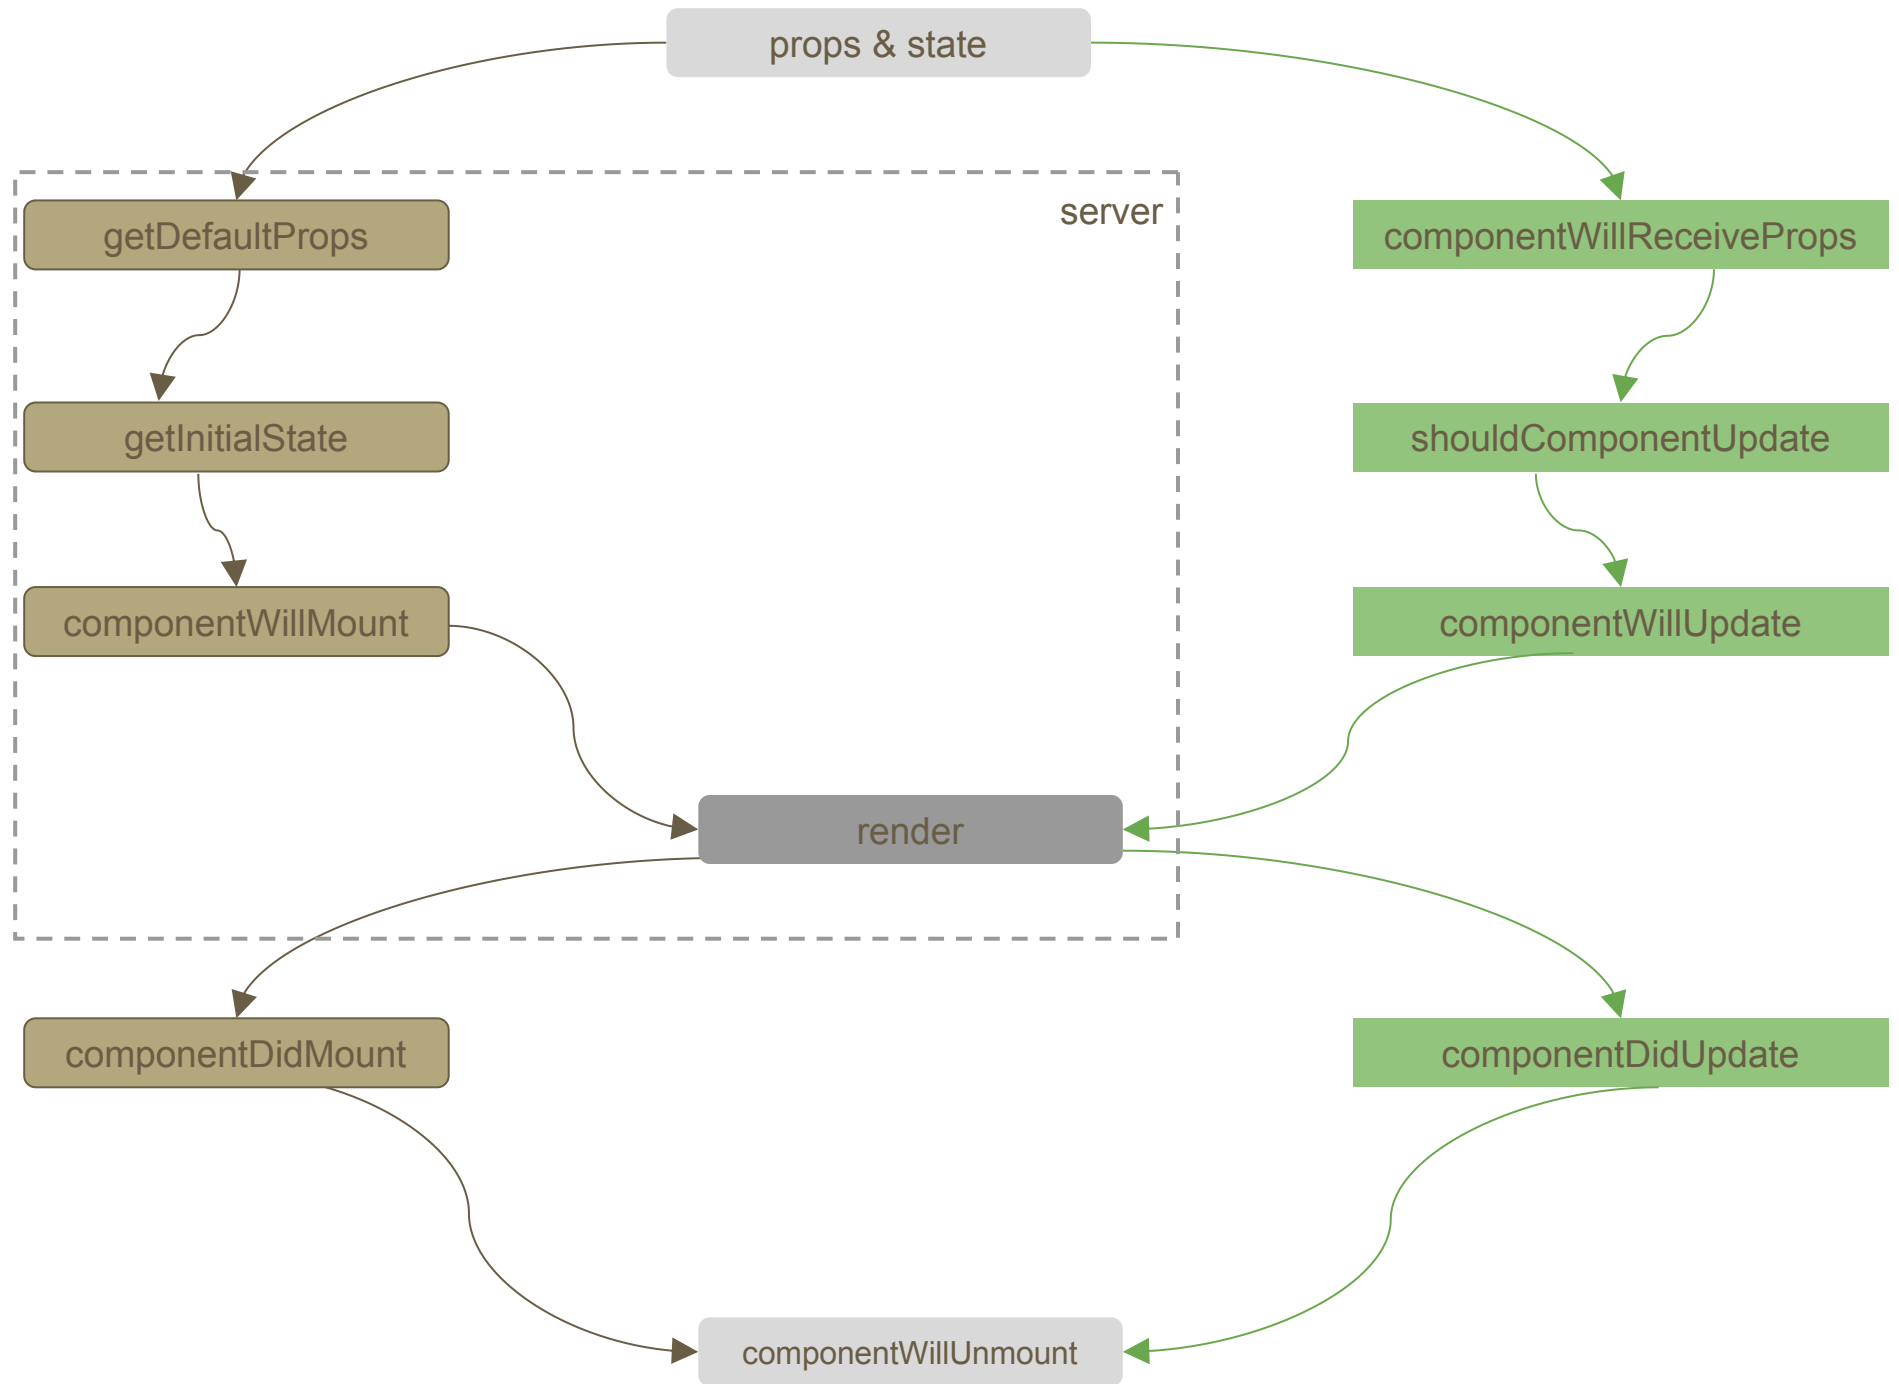 props & state
server
getDefaultProps
componentWillReceiveProps
getInitialState
shouldComponentUpdate
componentWillMount
componentWillUpdate
render
componentDidMount
componentDidUpdate
componentWillUnmount